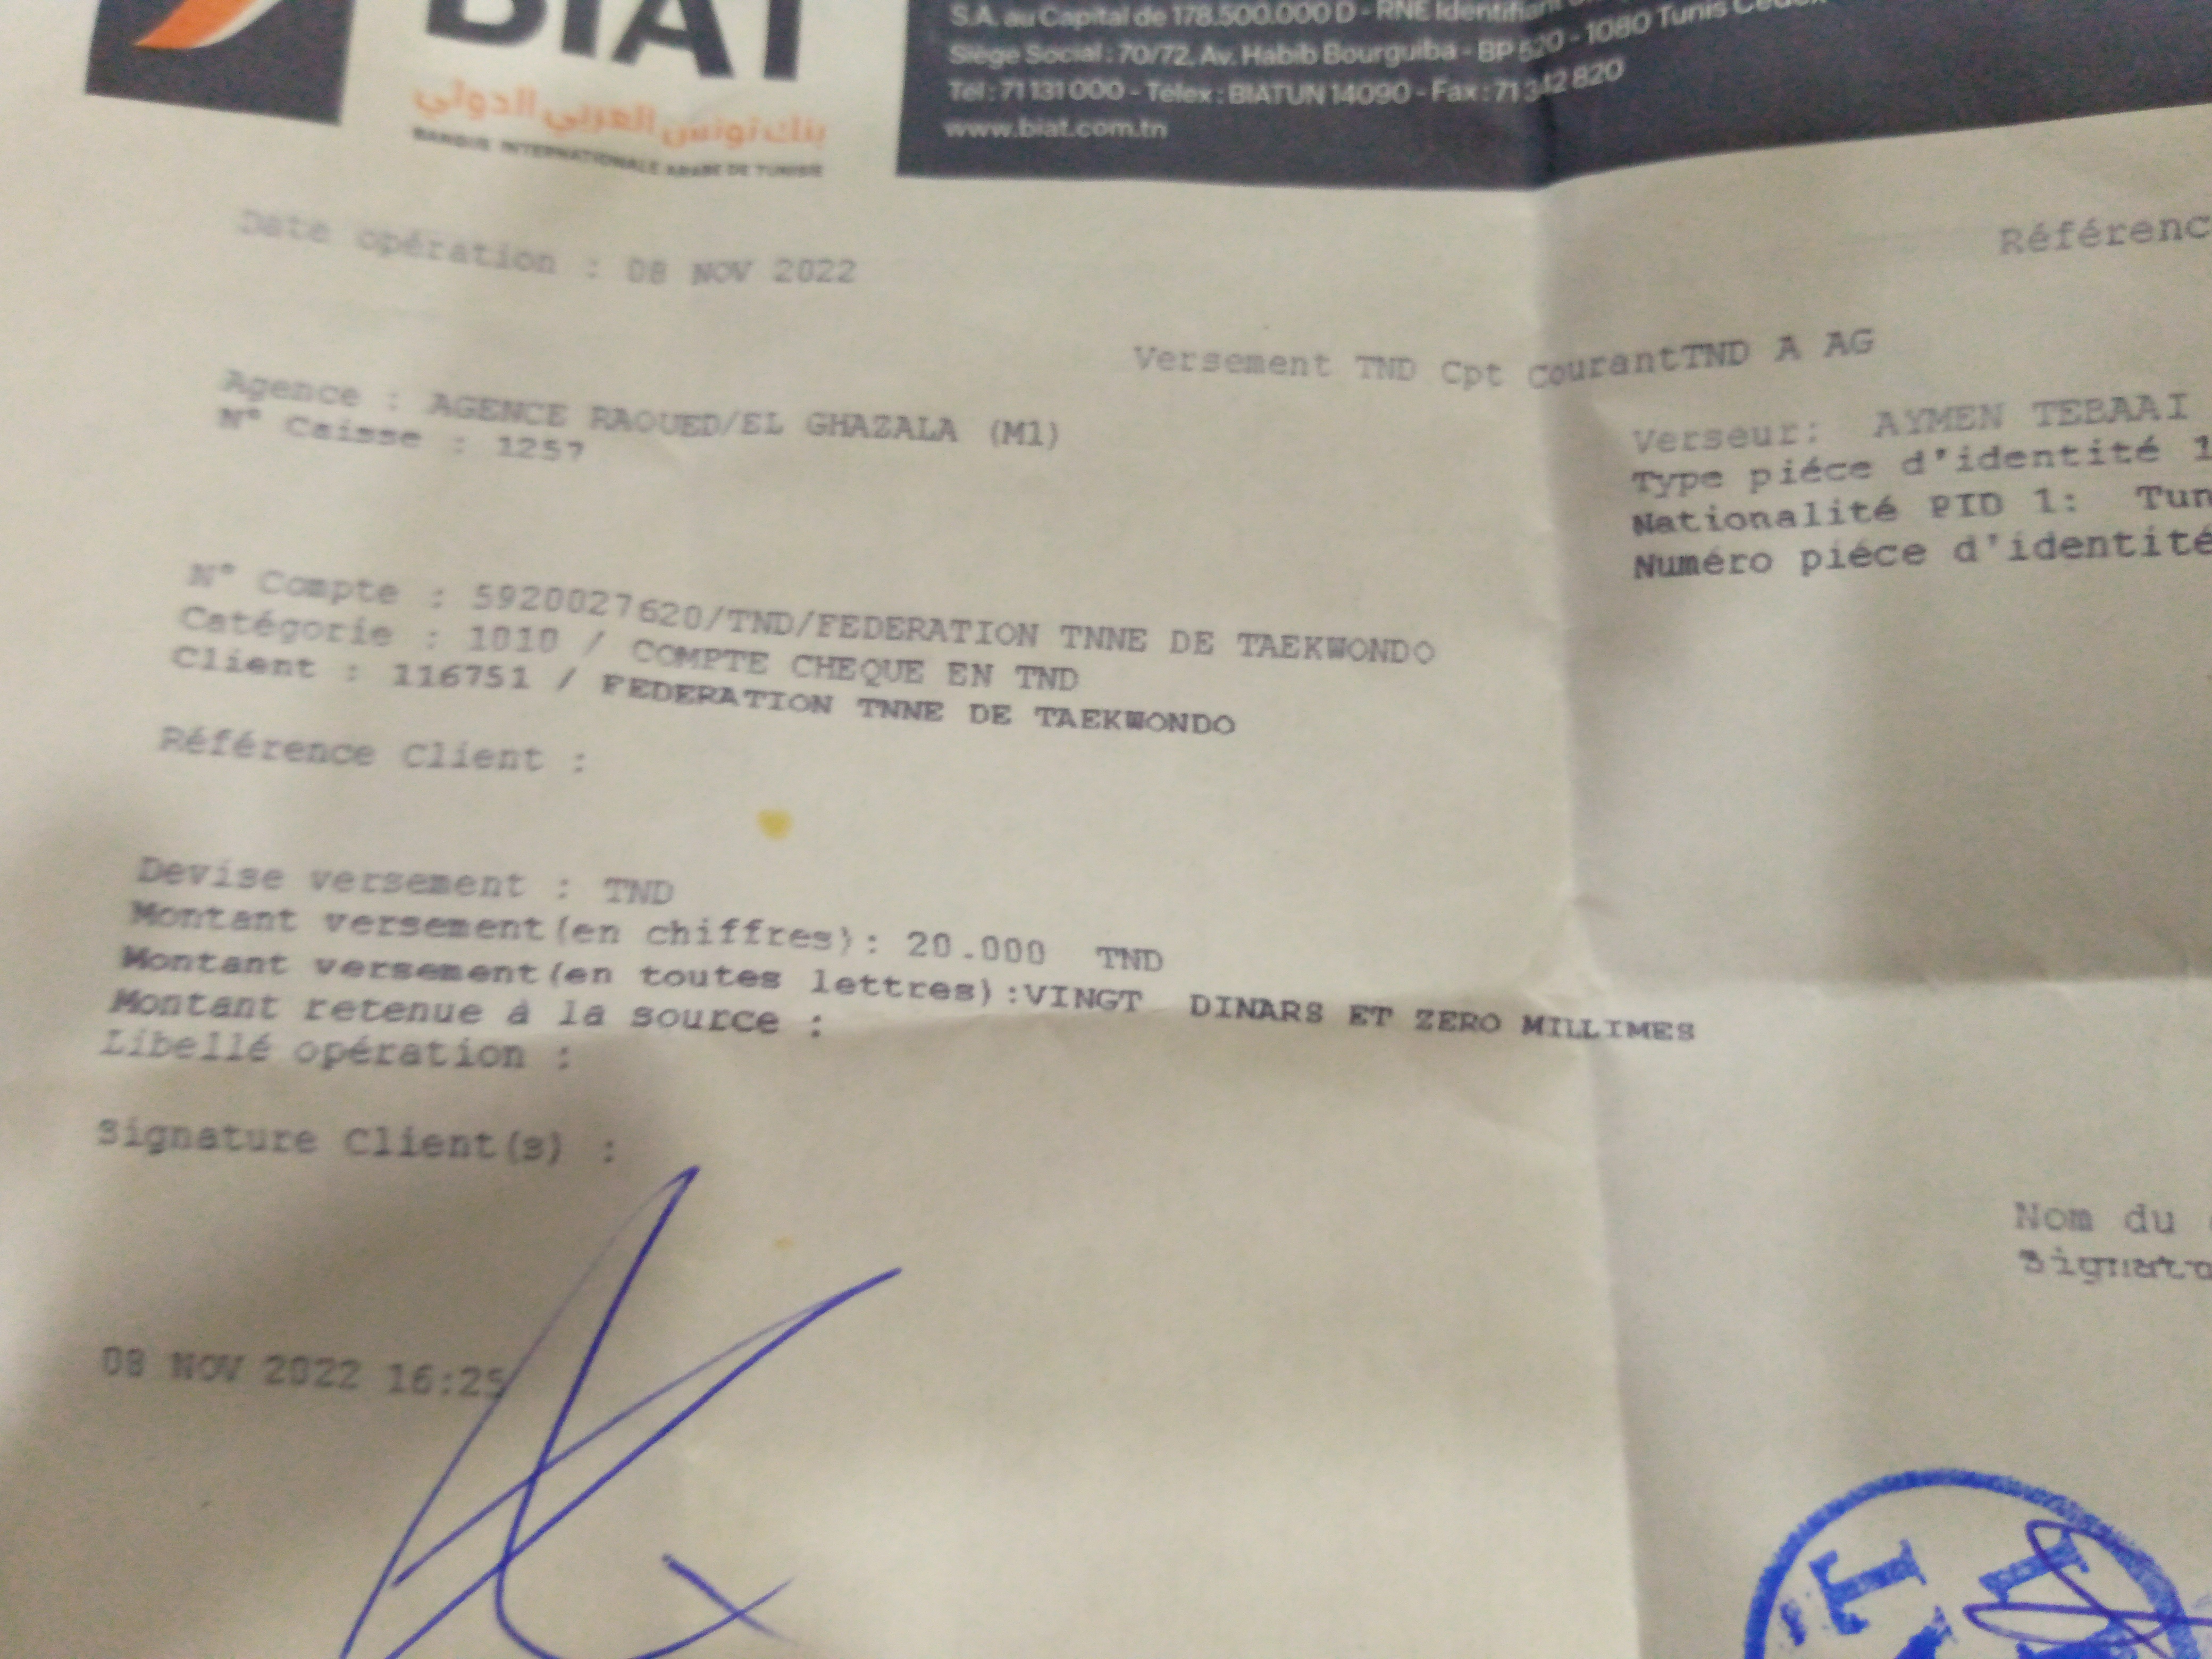 BIAT
بنك تونس العربي الدولي
BANQUE INTERNATIONALE ARABE DE TUNISIE
S.A. au Capital de 178.500.000 D - RNE Identifiant
Siège Social : 70/72, Av. Habib Bourguiba - BP 520 - 1080 Tunis Cedex
Tél : 71 131 000 - Telex : BIATUN 14090 - Fax : 71 342 820
www.biat.com.tn
Date opération : 08 NOV 2022
Référenc
Versement TND Cpt CourantTND A AG
Agence : AGENCE RAOUED/EL GHAZALA (M1)
N° Caisse : 1257
Verseur: AYMEN TEBAAI
Type piéce d'identité 1
Nationalité PID 1: Tun
Numéro piéce d'identité
N° Compte : 5920027620/TND/FEDERATION TNNE DE TAEKWONDO
Catégorie : 1010 / COMPTE CHEQUE EN TND
Client : 116751 / FEDERATION TNNE DE TAEKWONDO
Référence Client :
Devise versement : TND
Montant versement(en chiffres): 20.000 TND
Montant versement(en toutes lettres):VINGT DINARS ET ZERO MILLIMES
Montant retenue à la source :
Libellé opération :
Signature Client(s) :
Nom du
Signat
08 NOV 2022 16:25